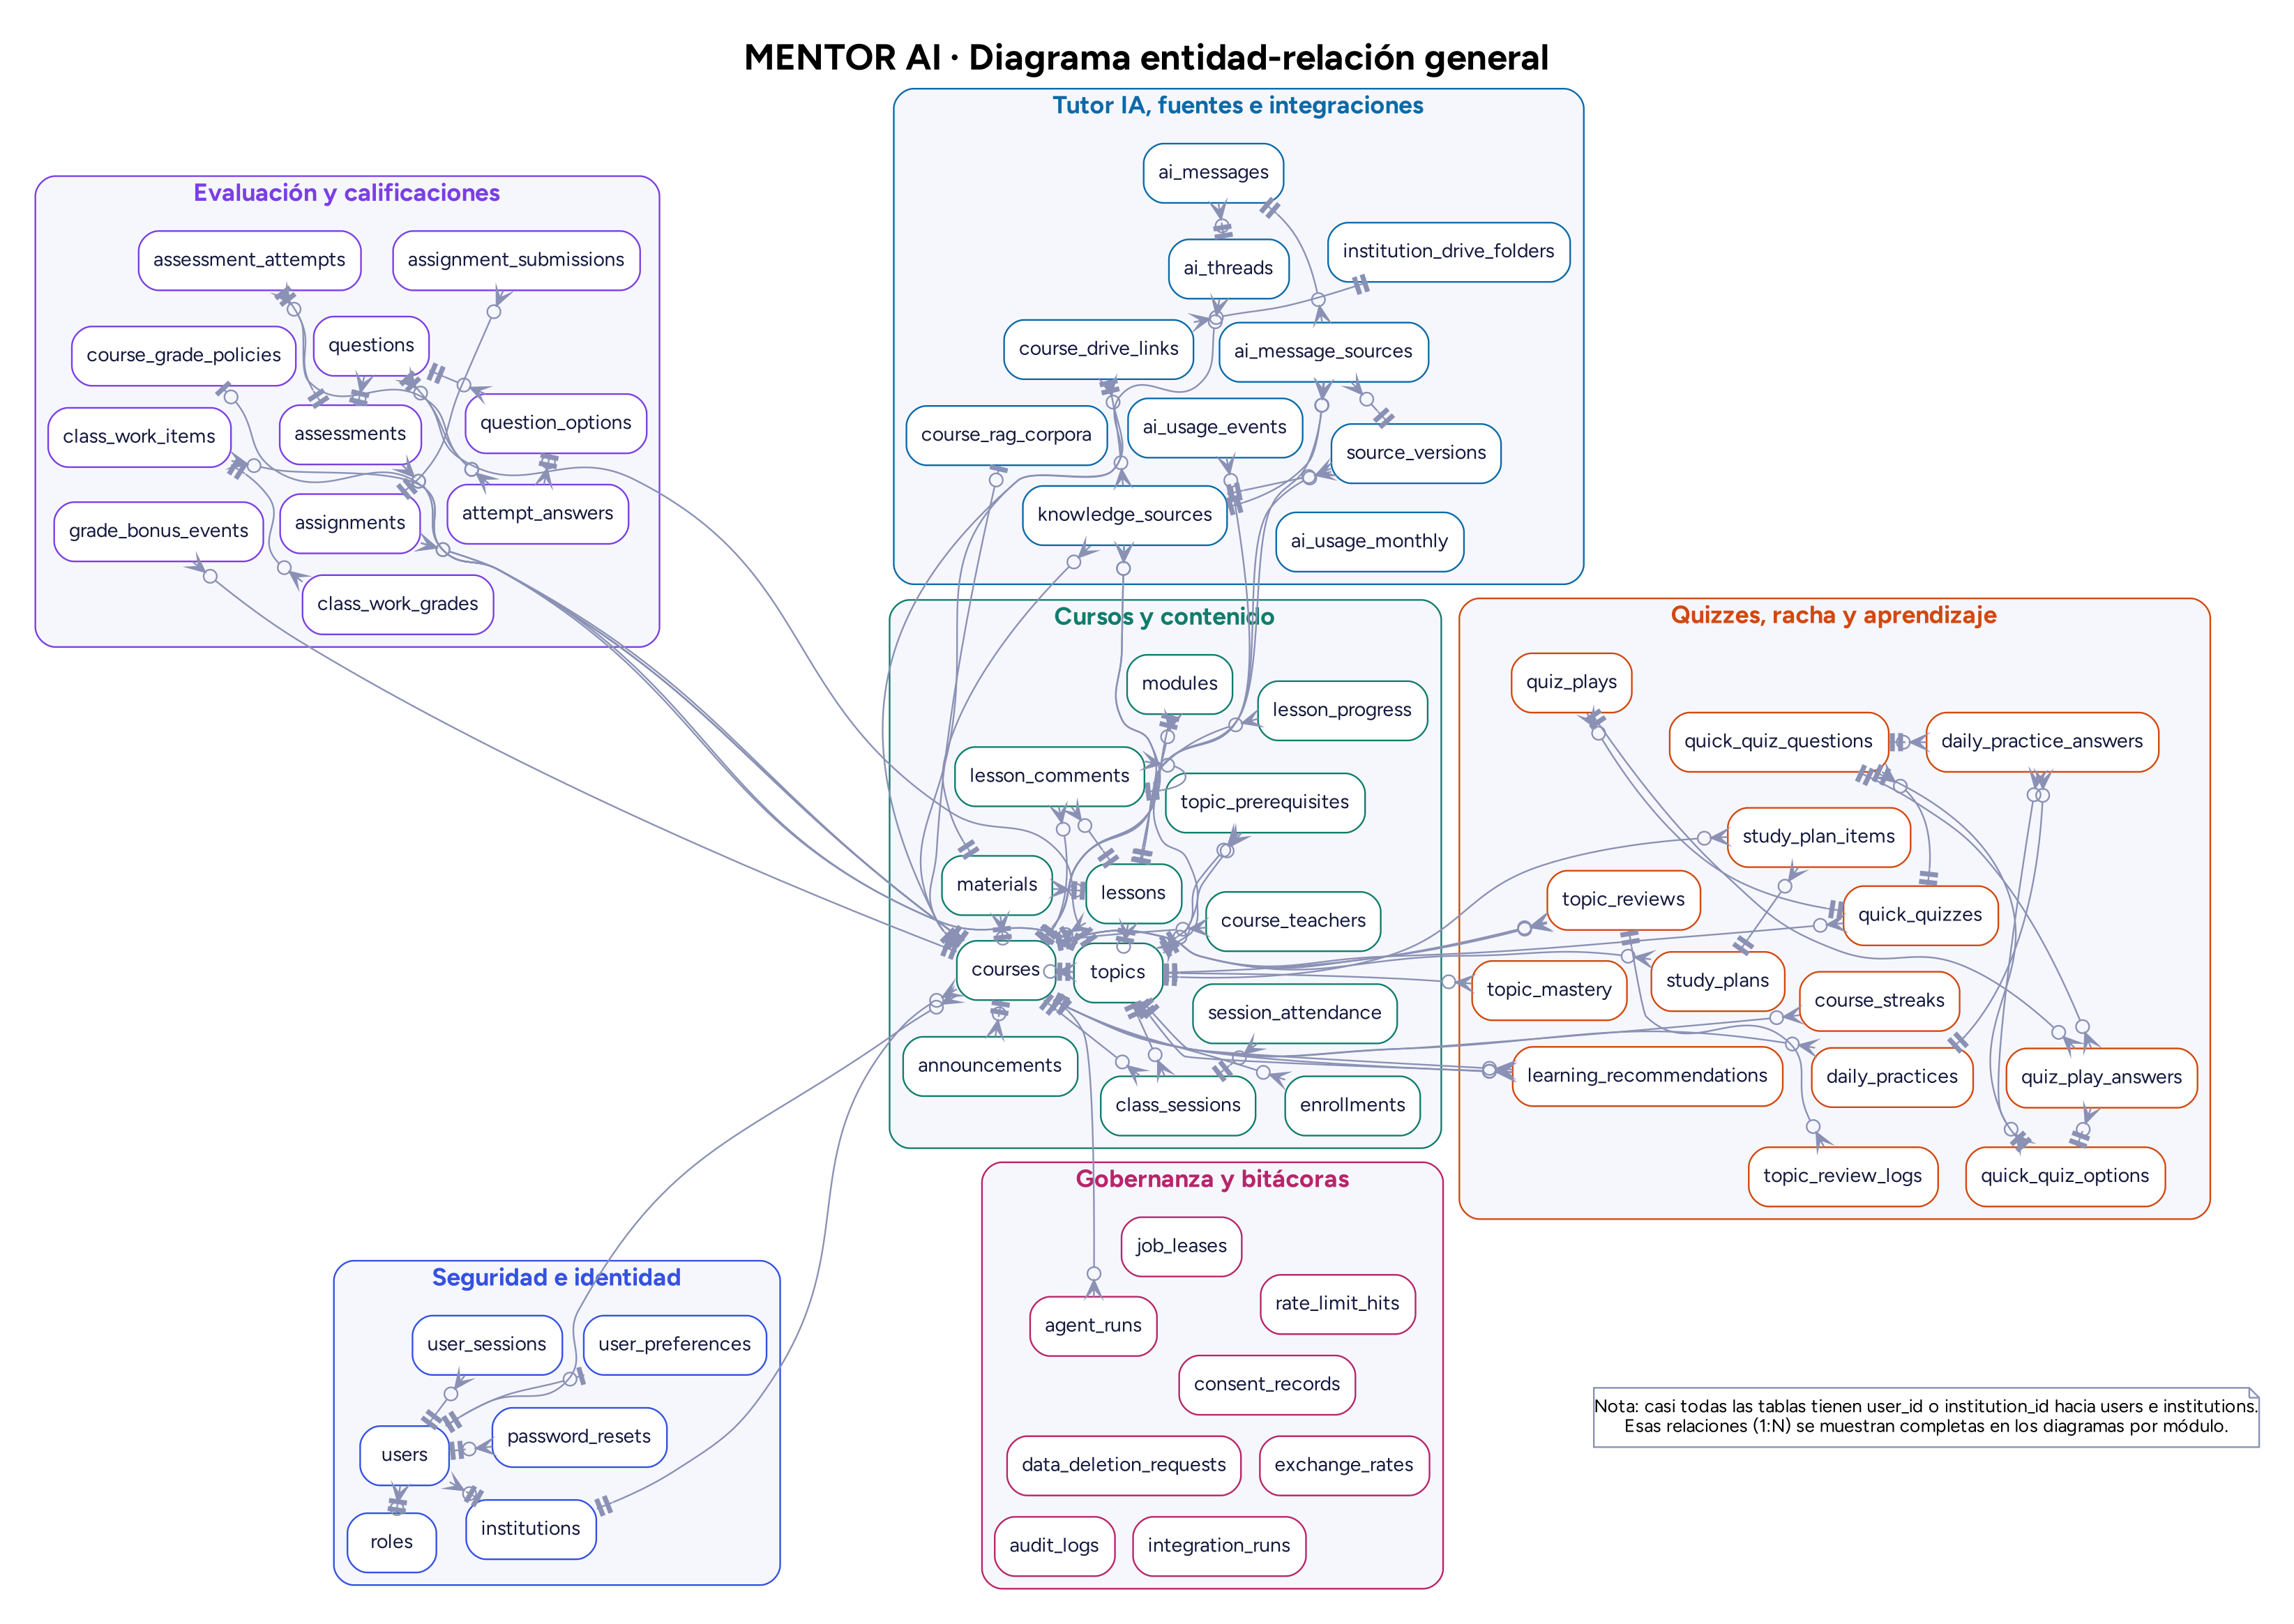 MENTOR AI · Diagrama entidad-relación general
Tutor IA, fuentes e integraciones
ai_messages
institution_drive_folders
ai_threads
course_drive_links
ai_message_sources
course_rag_corpora
ai_usage_events
source_versions
knowledge_sources
ai_usage_monthly
Evaluación y calificaciones
assessment_attempts
assignment_submissions
questions
course_grade_policies
question_options
assessments
class_work_items
attempt_answers
assignments
grade_bonus_events
class_work_grades
Cursos y contenido
modules
lesson_progress
lesson_comments
topic_prerequisites
materials
lessons
course_teachers
courses
topics
session_attendance
announcements
class_sessions
enrollments
Quizzes, racha y aprendizaje
quiz_plays
quick_quiz_questions
daily_practice_answers
study_plan_items
topic_reviews
quick_quizzes
study_plans
topic_mastery
course_streaks
learning_recommendations
daily_practices
quiz_play_answers
topic_review_logs
quick_quiz_options
Gobernanza y bitácoras
job_leases
rate_limit_hits
agent_runs
consent_records
data_deletion_requests
exchange_rates
audit_logs
integration_runs
Seguridad e identidad
user_sessions
user_preferences
password_resets
users
institutions
roles
Nota: casi todas las tablas tienen user_id o institution_id hacia users e institutions.
Esas relaciones (1:N) se muestran completas en los diagramas por módulo.